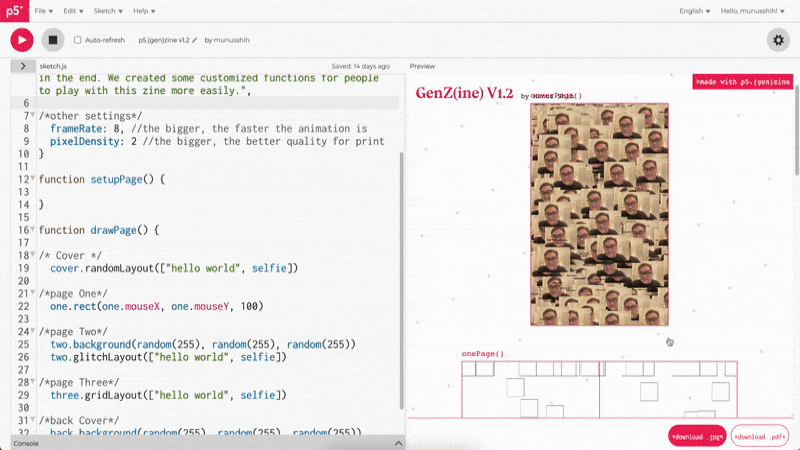 p5*
File
Edit
Sketch
Help
English
Hello, munusshih!
Auto-refresh
p5.(gen)zine v1.2
by munusshih
sketch.js
Saved: 14 days ago
Preview
in the end. We created some customized functions for people
to play with this zine more easily.",
6
7 /*other settings*/
8 frameRate: 8, //the bigger, the faster the animation is
9 pixelDensity: 2 //the bigger, the better quality for print
10 }
11
12 function setupPage() {
13
14 }
15
16 function drawPage() {
17
18 /* Cover */
19 cover.randomLayout(["hello world", selfie])
20
21 /*page One*/
22 one.rect(one.mouseX, one.mouseY, 100)
23
24 /*page Two*/
25 two.background(random(255), random(255), random(255))
26 two.glitchLayout(["hello world", selfie])
27
28 /*page Three*/
29 three.gridLayout(["hello world", selfie])
30
31 /*back Cover*/
32 back.background(random(255), random(255), random(255))
Console
>made with p5.(gen)zine
GenZ(ine) V1.2
by
onePage()
*download .jpg*
*download .pdf*